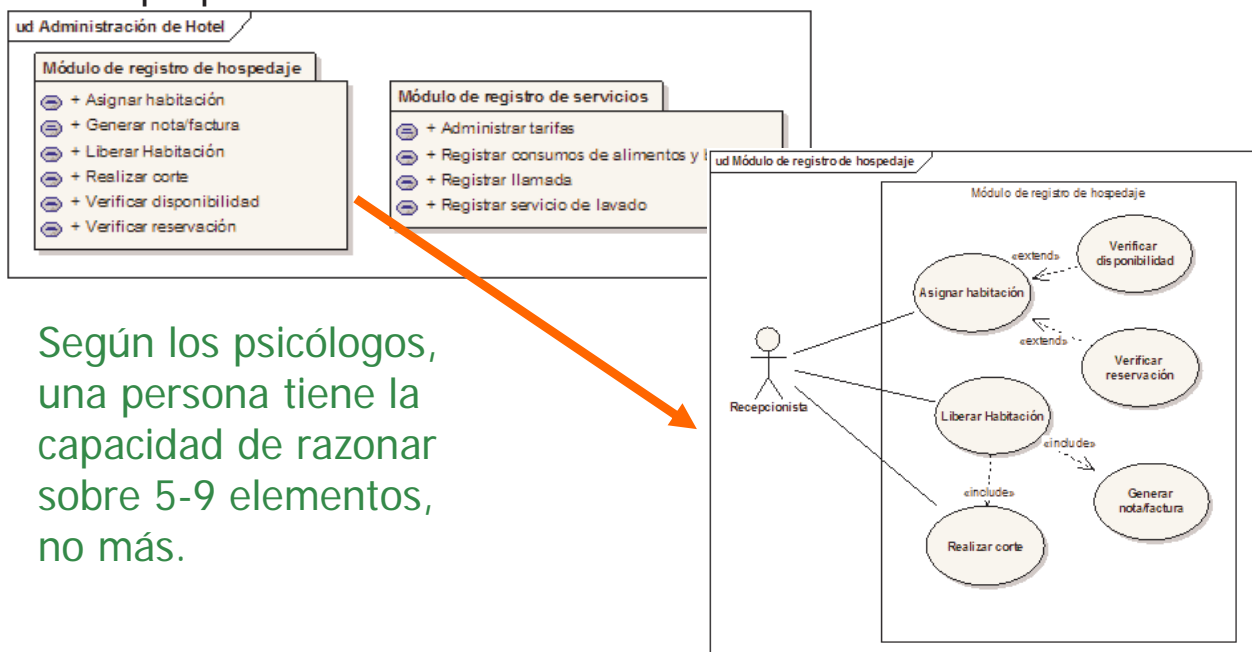 ud Administración de Hotel
Módulo de registro de hospedaje
+ Asignar habitación
+ Generar nota/factura
+ Liberar Habitación
+ Realizar corte
+ Verificar disponibilidad
+ Verificar reservación
Módulo de registro de servicios
+ Administrar tarifas
+ Registrar consumos de alimentos y
+ Registrar llamada
+ Registrar servicio de lavado
Según los psicólogos,
una persona tiene la
capacidad de razonar
sobre 5-9 elementos,
no más.
ud Módulo de registro de hospedaje
Módulo de registro de hospedaje
Recepcionista
Asignar habitación
«extend»
Verificar
disponibilidad
«extend»
Verificar
reservación
Liberar Habitación
«include»
Generar
nota/factura
«include»
Realizar corte